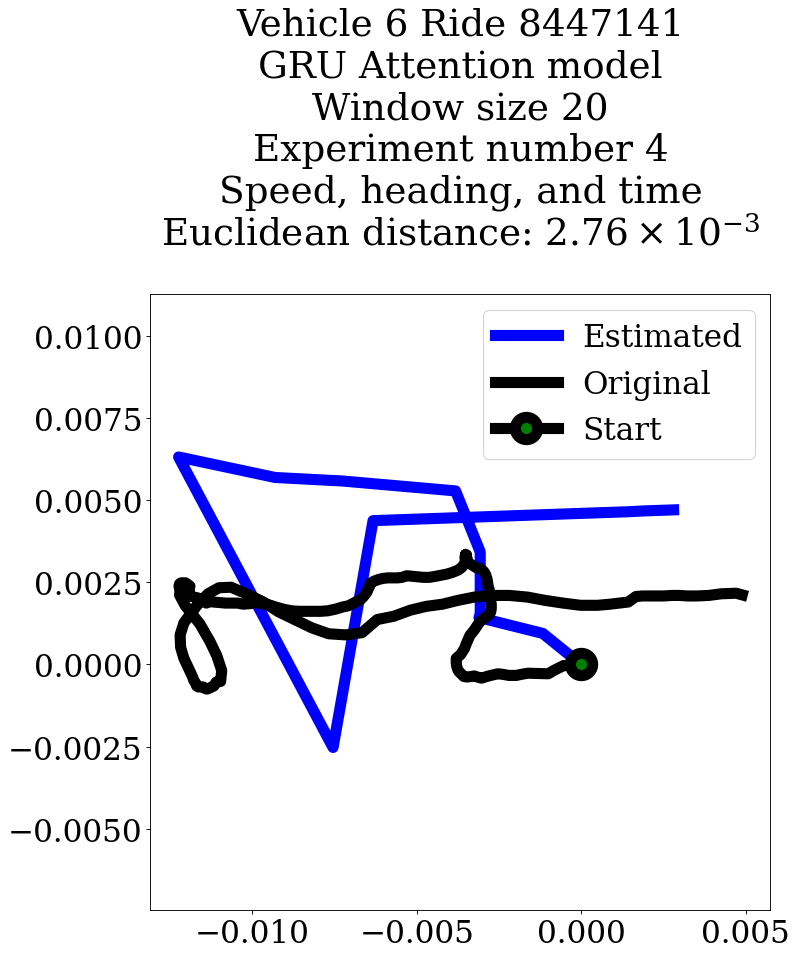 Vehicle 6 Ride 8447141
GRU Attention model
Window size 20
Experiment number 4
Speed, heading, and time
Euclidean distance: 2.76 × 10⁻³
Estimated
Original
Start
0.0100
0.0075
0.0050
0.0025
0.0000
−0.0025
−0.0050
−0.010 −0.005 0.000 0.005